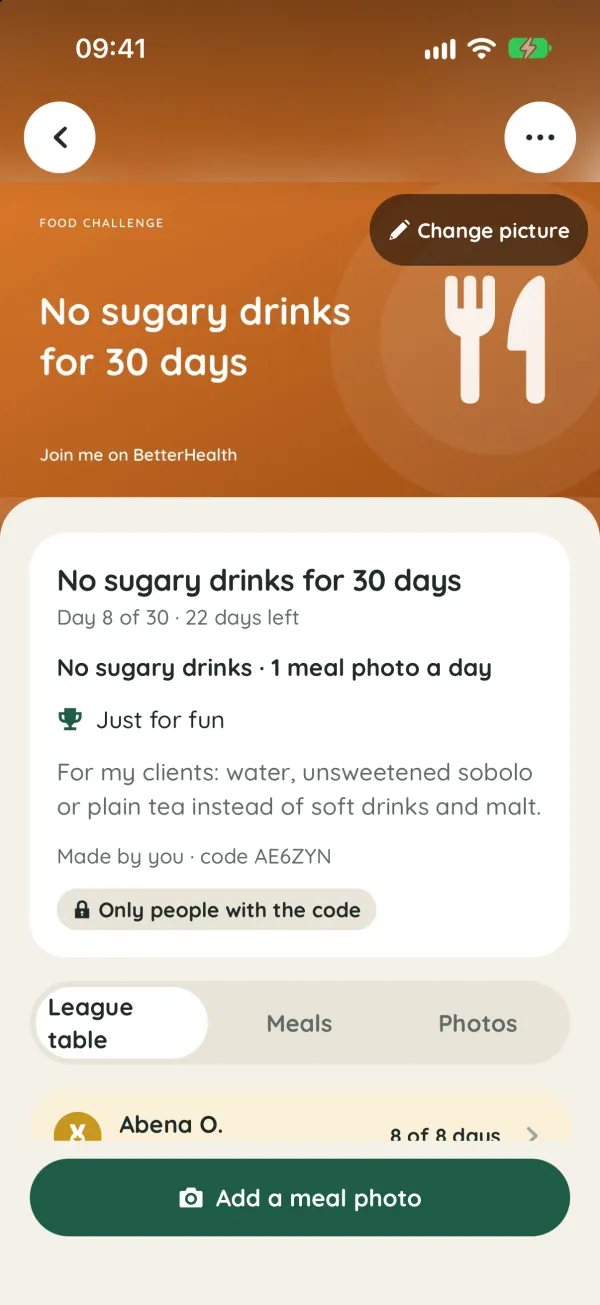 09:41
FOOD CHALLENGE
Change picture
No sugary drinks
for 30 days
Join me on BetterHealth
No sugary drinks for 30 days
Day 8 of 30 · 22 days left
No sugary drinks · 1 meal photo a day
Just for fun
For my clients: water, unsweetened sobolo
or plain tea instead of soft drinks and malt.
Made by you · code AE6ZYN
Only people with the code
League
table
Meals
Photos
Abena O.
8 of 8 days
Add a meal photo